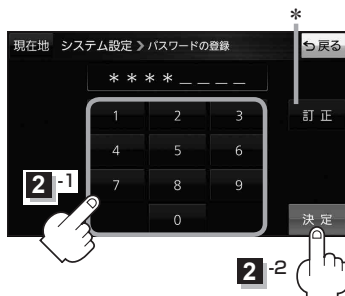 *
現在地 システム設定 》 パスワードの登録 戻る
* * * * _ _ _ _
1 2 3 訂 正
4 5 6
7 8 9
0 決 定
2 -1
2 -2